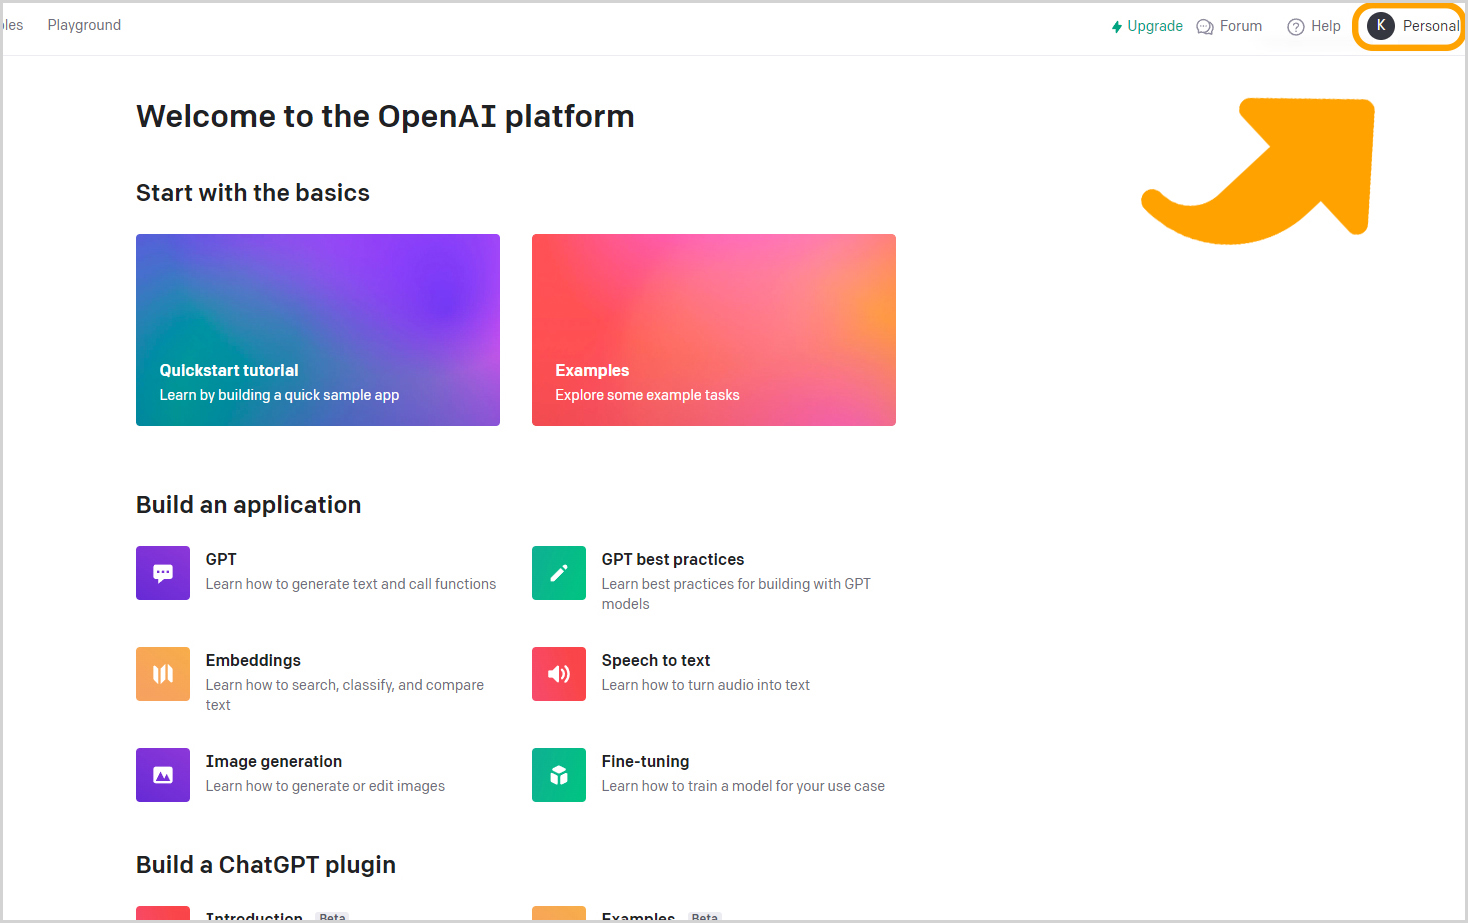 Playground
Upgrade
Forum
Help
K
Personal
Welcome to the OpenAI platform
Start with the basics
Quickstart tutorial
Learn by building a quick sample app
Examples
Explore some example tasks
Build an application
GPT
Learn how to generate text and call functions
GPT best practices
Learn best practices for building with GPT
models
Embeddings
Learn how to search, classify, and compare
text
Speech to text
Learn how to turn audio into text
Image generation
Learn how to generate or edit images
Fine-tuning
Learn how to train a model for your use case
Build a ChatGPT plugin
Introduction Beta
Examples Beta